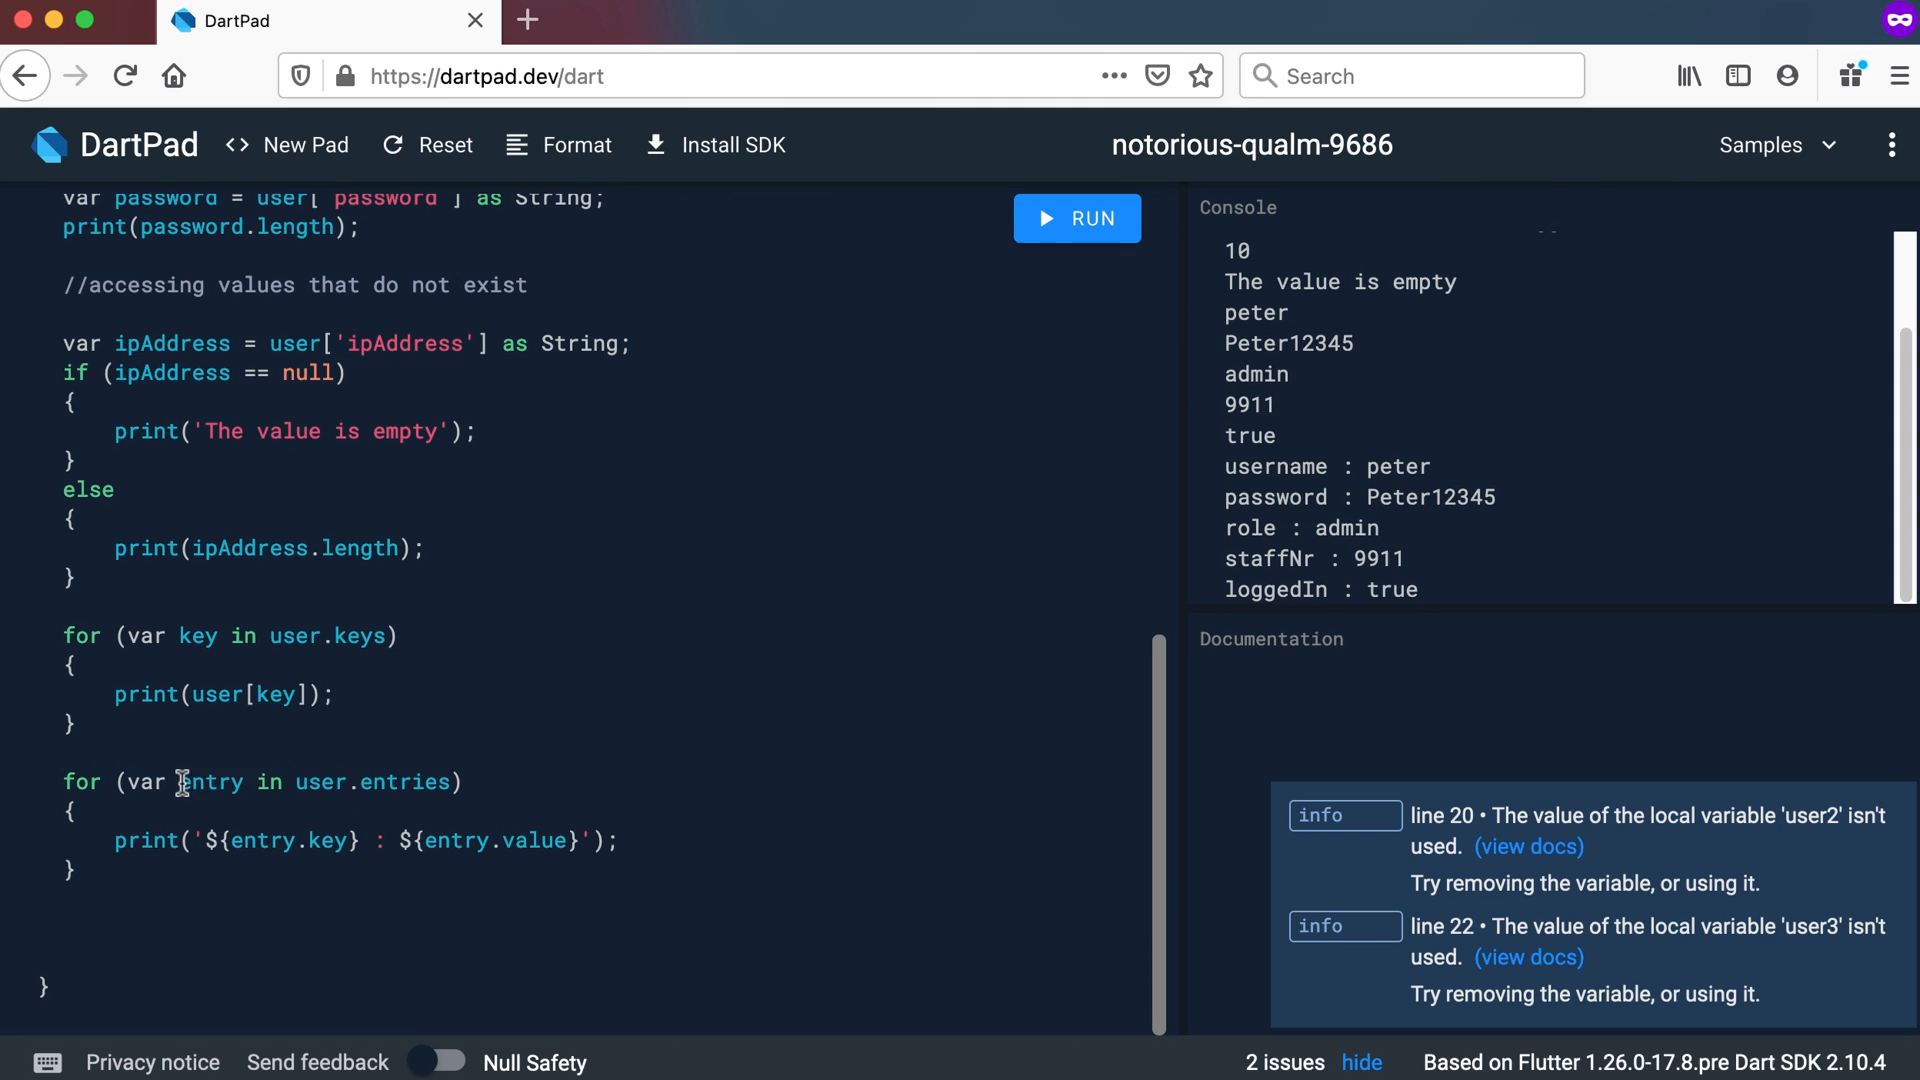 DartPad
https://dartpad.dev/dart
Search
DartPad
<> New Pad
Reset
Format
Install SDK
notorious-qualm-9686
Samples
var password = user['password'] as String;
print(password.length);
//accessing values that do not exist
var ipAddress = user['ipAddress'] as String;
if (ipAddress == null)
{
print('The value is empty');
}
else
{
print(ipAddress.length);
}
for (var key in user.keys)
{
print(user[key]);
}
for (var entry in user.entries)
{
print('${entry.key} : ${entry.value}');
}
}
RUN
Console
10
The value is empty
peter
Peter12345
admin
9911
true
username : peter
password : Peter12345
role : admin
staffNr : 9911
loggedIn : true
Documentation
info
line 20 • The value of the local variable 'user2' isn't
used. (view docs)
Try removing the variable, or using it.
info
line 22 • The value of the local variable 'user3' isn't
used. (view docs)
Try removing the variable, or using it.
Privacy notice
Send feedback
Null Safety
2 issues hide
Based on Flutter 1.26.0-17.8.pre Dart SDK 2.10.4